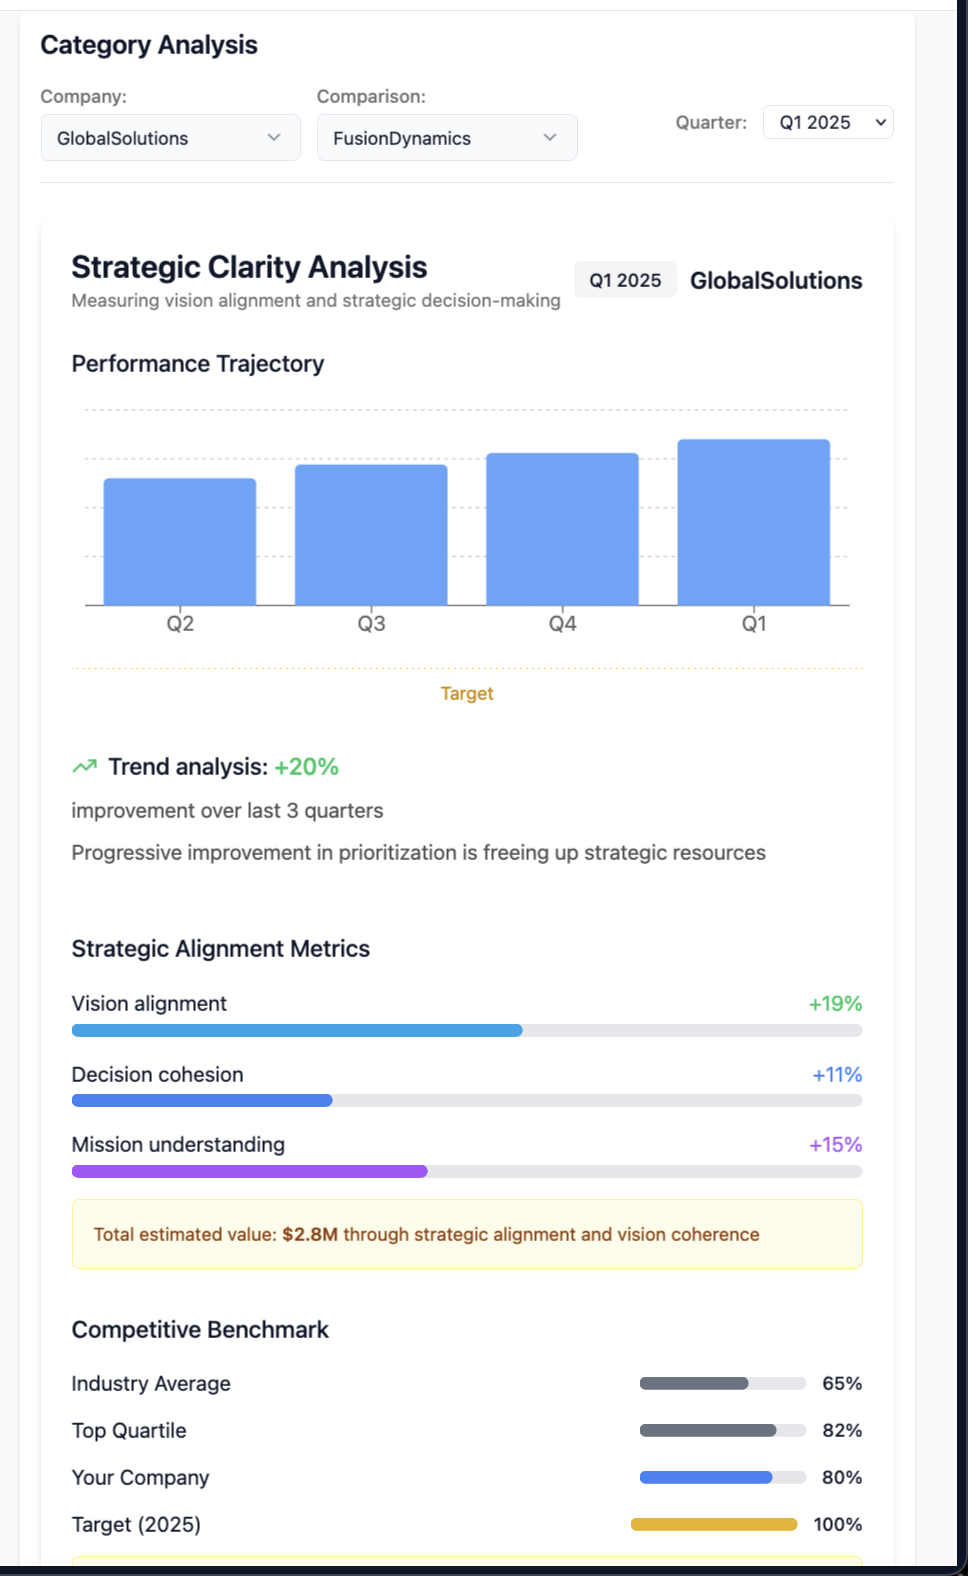 Category Analysis
Company:
Comparison:
GlobalSolutions
FusionDynamics
Quarter:
Q1 2025
Strategic Clarity Analysis
Measuring vision alignment and strategic decision-making
Q1 2025
GlobalSolutions
Performance Trajectory
Q2
Q3
Q4
Q1
Target
Trend analysis: +20%
improvement over last 3 quarters
Progressive improvement in prioritization is freeing up strategic resources
Strategic Alignment Metrics
Vision alignment
+19%
Decision cohesion
+11%
Mission understanding
+15%
Total estimated value: $2.8M through strategic alignment and vision coherence
Competitive Benchmark
Industry Average
65%
Top Quartile
82%
Your Company
80%
Target (2025)
100%